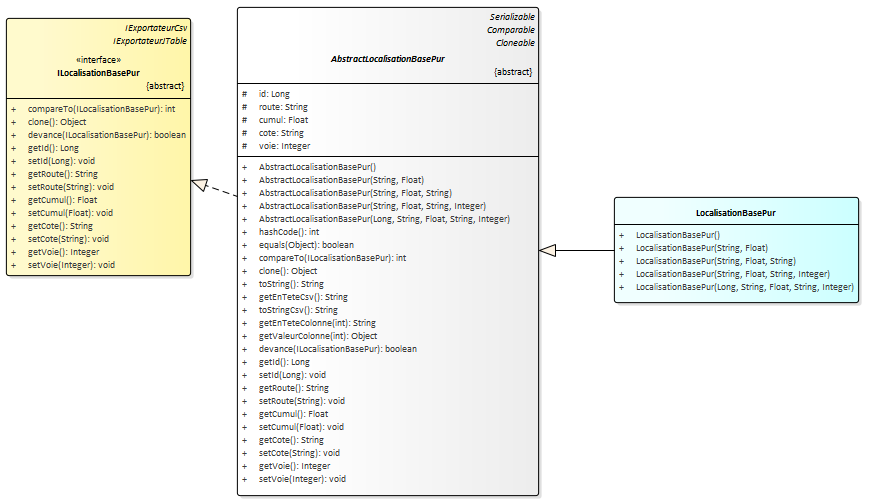 IExportateurCsv
IExportateurJTable
«interface»
ILocalisationBasePur
{abstract}
+ compareTo(ILocalisationBasePur): int
+ clone(): Object
+ devance(ILocalisationBasePur): boolean
+ getId(): Long
+ setId(Long): void
+ getRoute(): String
+ setRoute(String): void
+ getCumul(): Float
+ setCumul(Float): void
+ getCote(): String
+ setCote(String): void
+ getVoie(): Integer
+ setVoie(Integer): void
Serializable
Comparable
Cloneable
AbstractLocalisationBasePur
{abstract}
# id: Long
# route: String
# cumul: Float
# cote: String
# voie: Integer
+ AbstractLocalisationBasePur()
+ AbstractLocalisationBasePur(String, Float)
+ AbstractLocalisationBasePur(String, Float, String)
+ AbstractLocalisationBasePur(String, Float, String, Integer)
+ AbstractLocalisationBasePur(Long, String, Float, String, Integer)
+ hashCode(): int
+ equals(Object): boolean
+ compareTo(ILocalisationBasePur): int
+ clone(): Object
+ toString(): String
+ getEnTeteCsv(): String
+ toStringCsv(): String
+ getEnTeteColonne(int): String
+ getValeurColonne(int): Object
+ devance(ILocalisationBasePur): boolean
+ getId(): Long
+ setId(Long): void
+ getRoute(): String
+ setRoute(String): void
+ getCumul(): Float
+ setCumul(Float): void
+ getCote(): String
+ setCote(String): void
+ getVoie(): Integer
+ setVoie(Integer): void
LocalisationBasePur
+ LocalisationBasePur()
+ LocalisationBasePur(String, Float)
+ LocalisationBasePur(String, Float, String)
+ LocalisationBasePur(String, Float, String, Integer)
+ LocalisationBasePur(Long, String, Float, String, Integer)